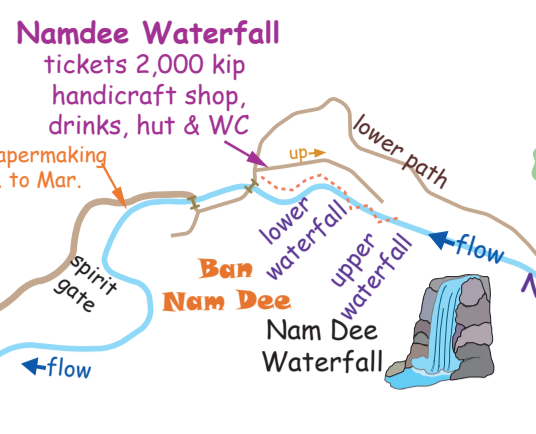 Namdee Waterfall
tickets 2,000 kip
handicraft shop,
drinks, hut & WC
apermaking
to Mar.
up
lower path
lower
waterfall
upper
waterfall
flow
spirit
gate
Ban
Nam Dee
Nam Dee
Waterfall
flow
N